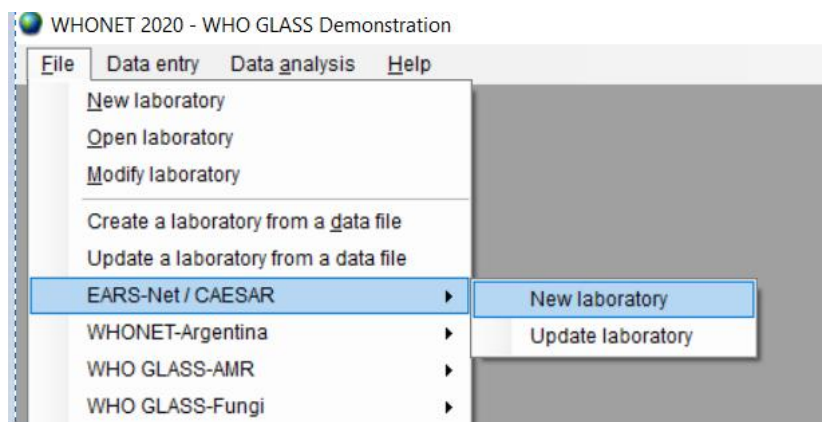 WHONET 2020 - WHO GLASS Demonstration
File Data entry Data analysis Help
New laboratory
Open laboratory
Modify laboratory
Create a laboratory from a data file
Update a laboratory from a data file
EARS-Net / CAESAR New laboratory
WHONET-Argentina Update laboratory
WHO GLASS-AMR
WHO GLASS-Fungi